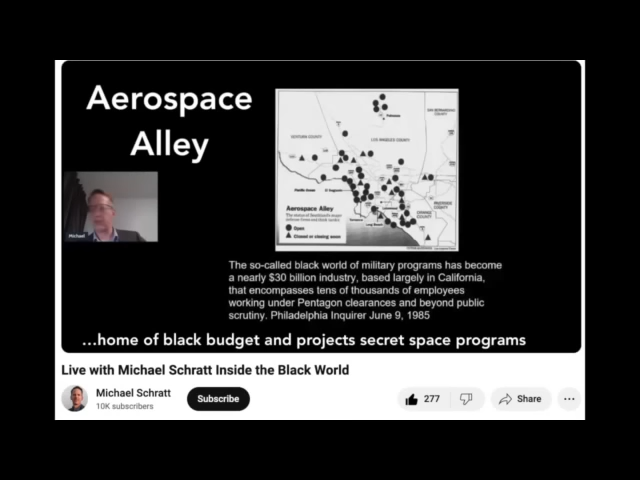 Aerospace
Alley
SAN BERNARDINO
COUNTY
Palmdale
VENTURA COUNTY
LOS ANGELES COUNTY
Pacific Ocean
El Segundo
RIVERSIDE
COUNTY
ORANGE
COUNTY
Torrance
Long Beach
Aerospace Alley
Open
Closed or closing soon
Michael
The so-called black world of military programs has become
a nearly $30 billion industry, based largely in California,
that encompasses tens of thousands of employees
working under Pentagon clearances and beyond public
scrutiny. Philadelphia Inquirer June 9, 1985
...home of black budget and projects secret space programs
Live with Michael Schratt Inside the Black World
Michael Schratt
10K subscribers
Subscribe
277
Share